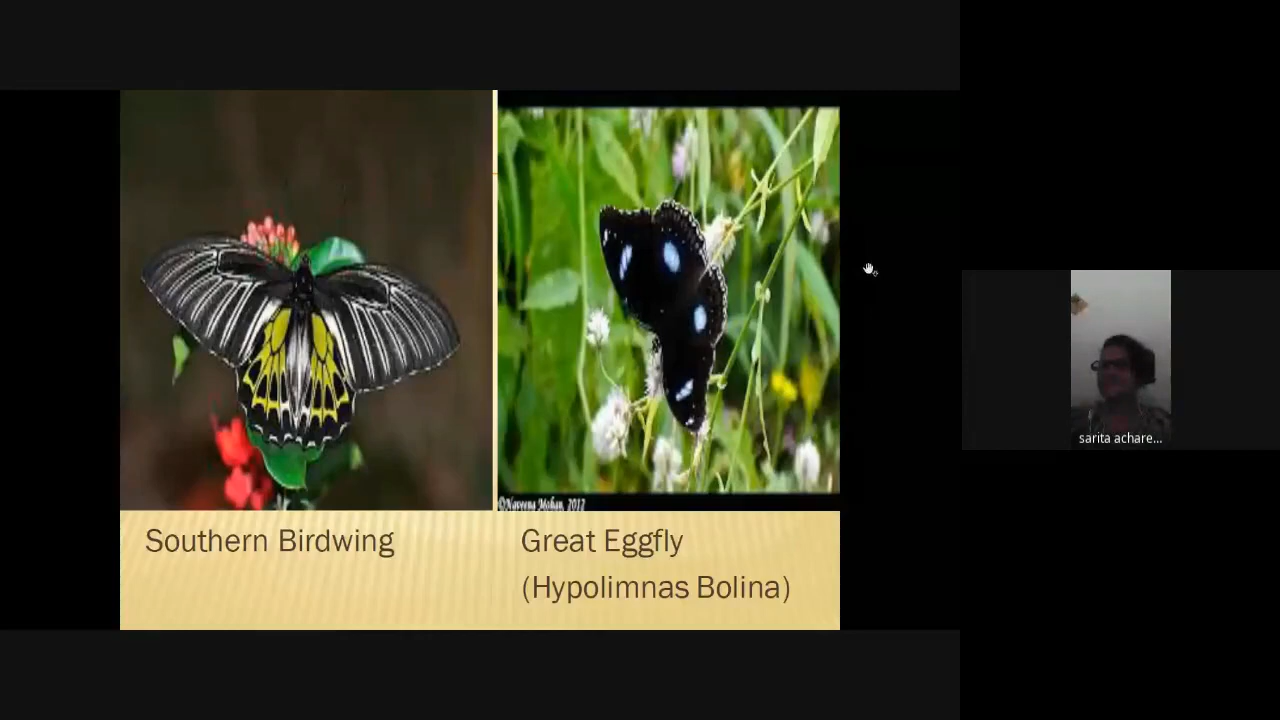 ©Naveena Mohan, 2012
Southern Birdwing
Great Eggfly
(Hypolimnas Bolina)
sarita achare...